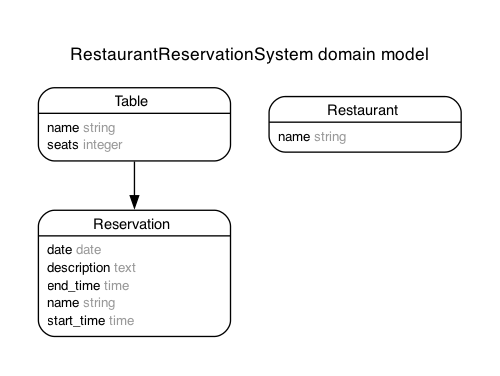 RestaurantReservationSystem domain model
Table
name string
seats integer
Restaurant
name string
Reservation
date date
description text
end_time time
name string
start_time time